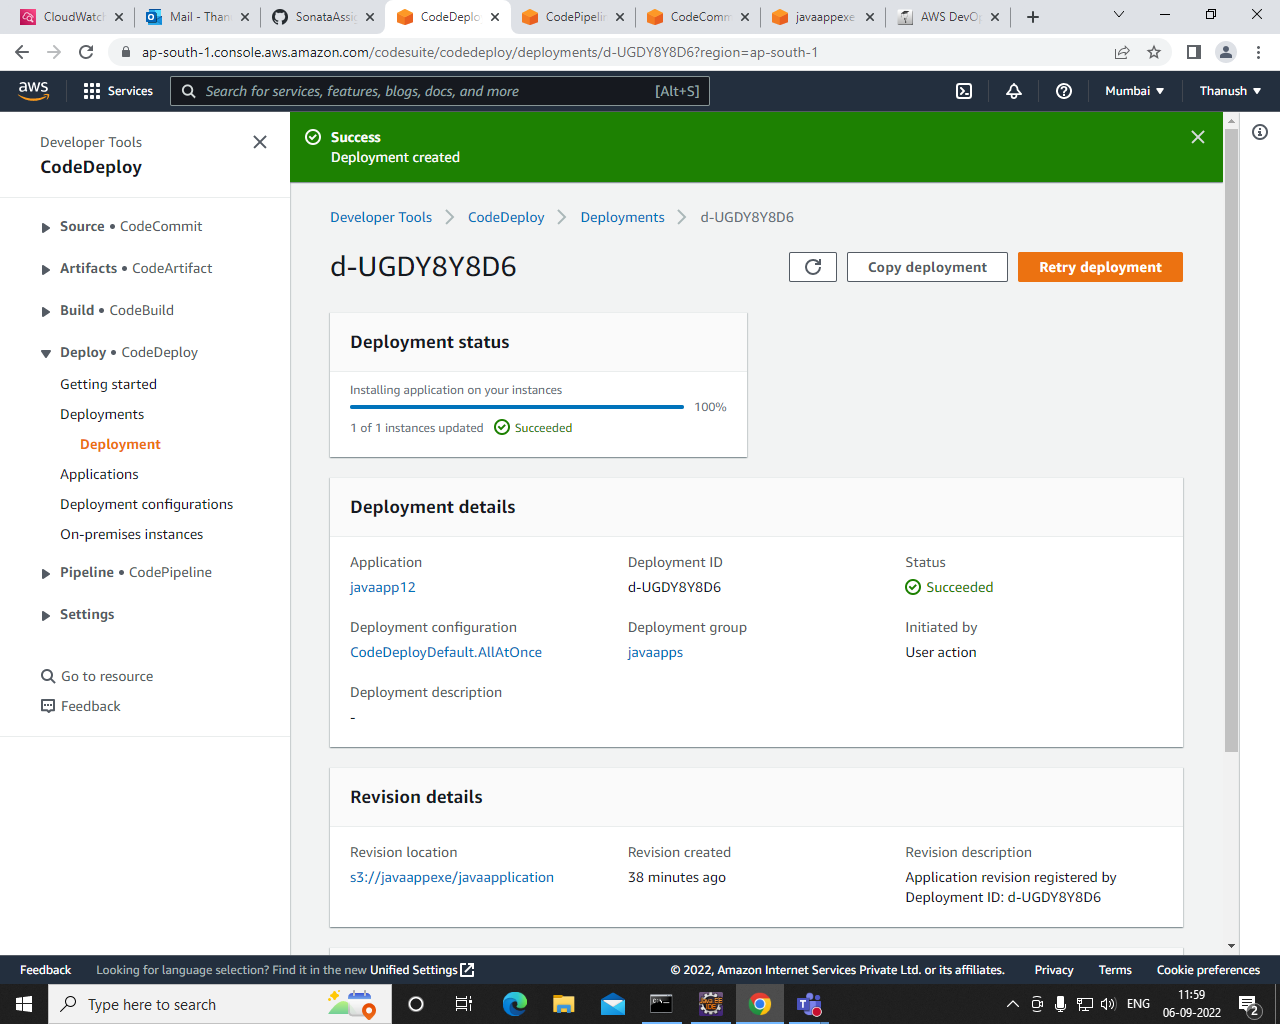 CloudWatch
Mail - Than
SonataAssig
CodeDeplo
CodePipelin
CodeComm
javaappexe
AWS DevO
ap-south-1.console.aws.amazon.com/codesuite/codedeploy/deployments/d-UGDY8Y8D6?region=ap-south-1
aws
Services
Search for services, features, blogs, docs, and more
[Alt+S]
Mumbai
Thanush
Developer Tools
CodeDeploy
Source • CodeCommit
Artifacts • CodeArtifact
Build • CodeBuild
Deploy • CodeDeploy
Getting started
Deployments
Deployment
Applications
Deployment configurations
On-premises instances
Pipeline • CodePipeline
Settings
Go to resource
Feedback
Success
Deployment created
Developer Tools
CodeDeploy
Deployments
d-UGDY8Y8D6
d-UGDY8Y8D6
Copy deployment
Retry deployment
Deployment status
Installing application on your instances
100%
1 of 1 instances updated
Succeeded
Deployment details
Application
javaapp12
Deployment ID
d-UGDY8Y8D6
Status
Succeeded
Deployment configuration
CodeDeployDefault.AllAtOnce
Deployment group
javaapps
Initiated by
User action
Deployment description
-
Revision details
Revision location
s3://javaappexe/javaapplication
Revision created
38 minutes ago
Revision description
Application revision registered by
Deployment ID: d-UGDY8Y8D6
Feedback
Looking for language selection? Find it in the new Unified Settings
© 2022, Amazon Internet Services Private Ltd. or its affiliates.
Privacy
Terms
Cookie preferences
Type here to search
ENG
11:59
06-09-2022
2